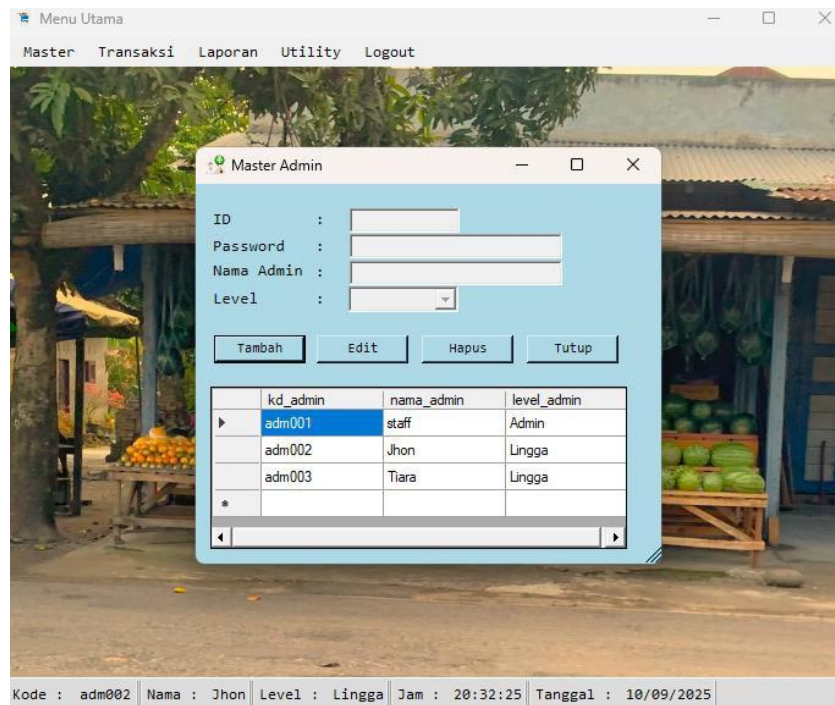 Menu Utama
Master Transaksi Laporan Utility Logout
Master Admin
ID :
Password :
Nama Admin :
Level :
Tambah Edit Hapus Tutup
kd_admin nama_admin level_admin
adm001 staff Admin
adm002 Jhon Lingga
adm003 Tiara Lingga
Kode : adm002 Nama : Jhon Level : Lingga Jam : 20:32:25 Tanggal : 10/09/2025